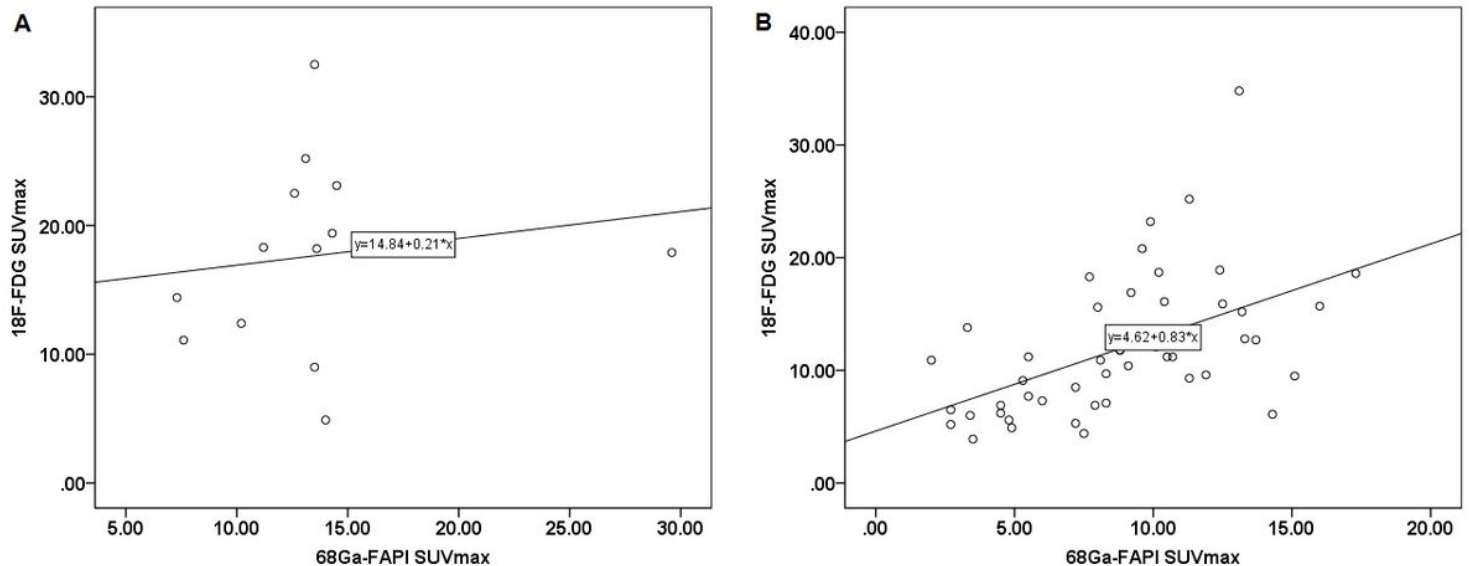 A
18F-FDG SUVmax
30.00
20.00
10.00
.00
y=14.84+0.21*x
5.00 10.00 15.00 20.00 25.00 30.00
68Ga-FAPI SUVmax
B
18F-FDG SUVmax
40.00
30.00
20.00
10.00
.00
y=4.62+0.83*x
.00 5.00 10.00 15.00 20.00
68Ga-FAPI SUVmax